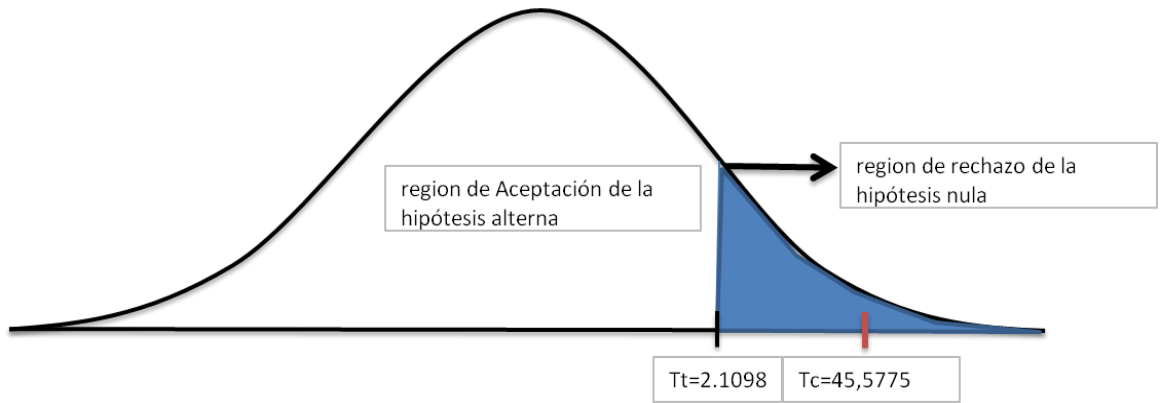 region de Aceptación de la
hipótesis alterna
region de rechazo de la
hipótesis nula
Tt=2.1098
Tc=45,5775